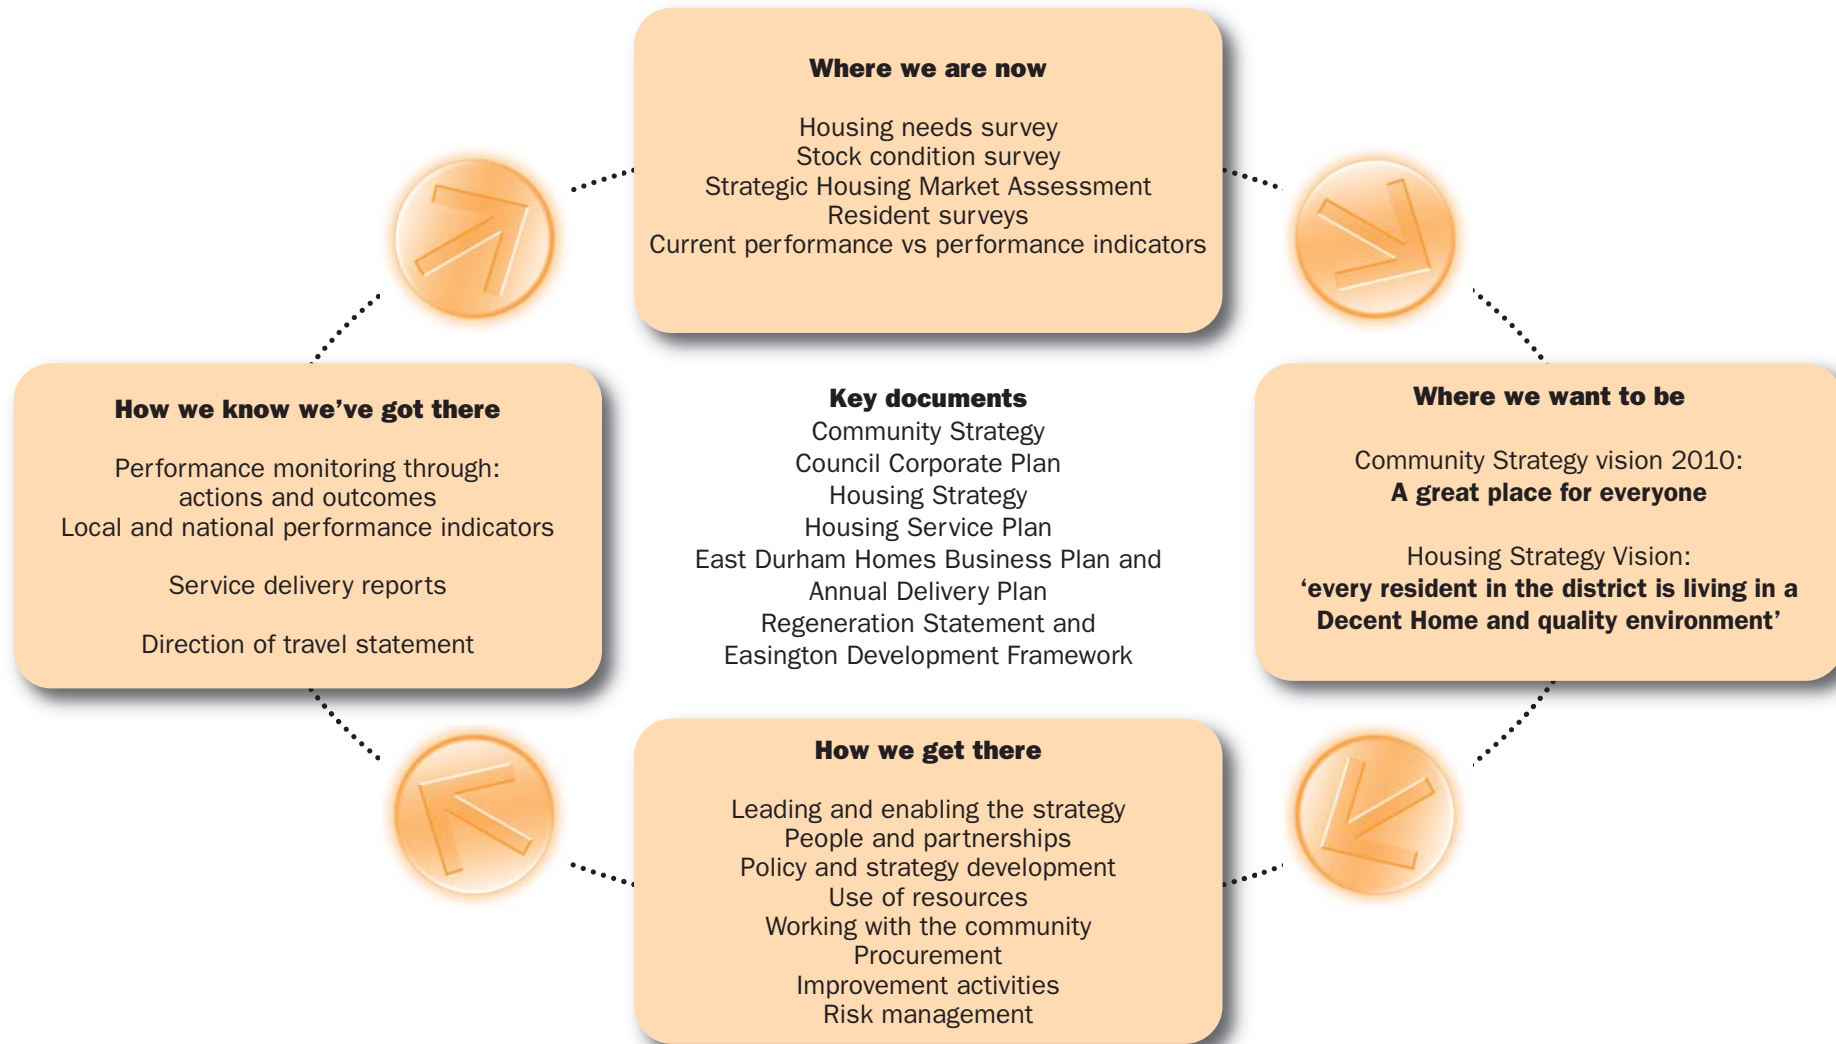 Where we are now
Housing needs survey
Stock condition survey
Strategic Housing Market Assessment
Resident surveys
Current performance vs performance indicators
How we know we've got there
Performance monitoring through:
actions and outcomes
Local and national performance indicators
Service delivery reports
Direction of travel statement
Key documents
Community Strategy
Council Corporate Plan
Housing Strategy
Housing Service Plan
East Durham Homes Business Plan and
Annual Delivery Plan
Regeneration Statement and
Easington Development Framework
Where we want to be
Community Strategy vision 2010:
A great place for everyone
Housing Strategy Vision:
‘every resident in the district is living in a
Decent Home and quality environment’
How we get there
Leading and enabling the strategy
People and partnerships
Policy and strategy development
Use of resources
Working with the community
Procurement
Improvement activities
Risk management